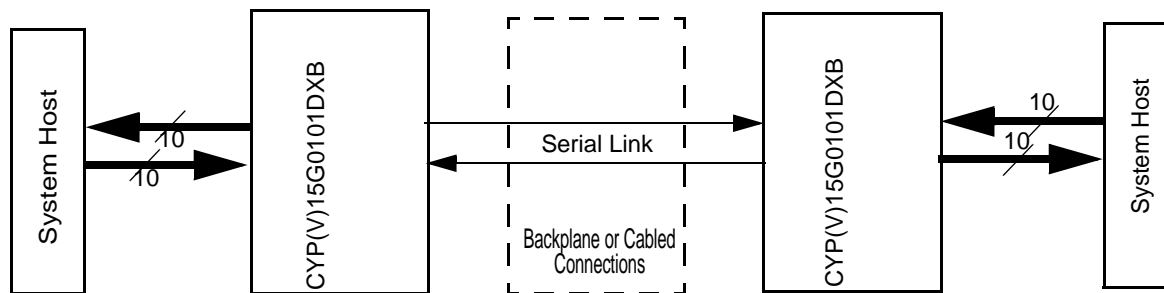 System Host
10
10
CYP(V)15G0101DXB
Serial Link
Backplane or Cabled
Connections
CYP(V)15G0101DXB
10
10
System Host